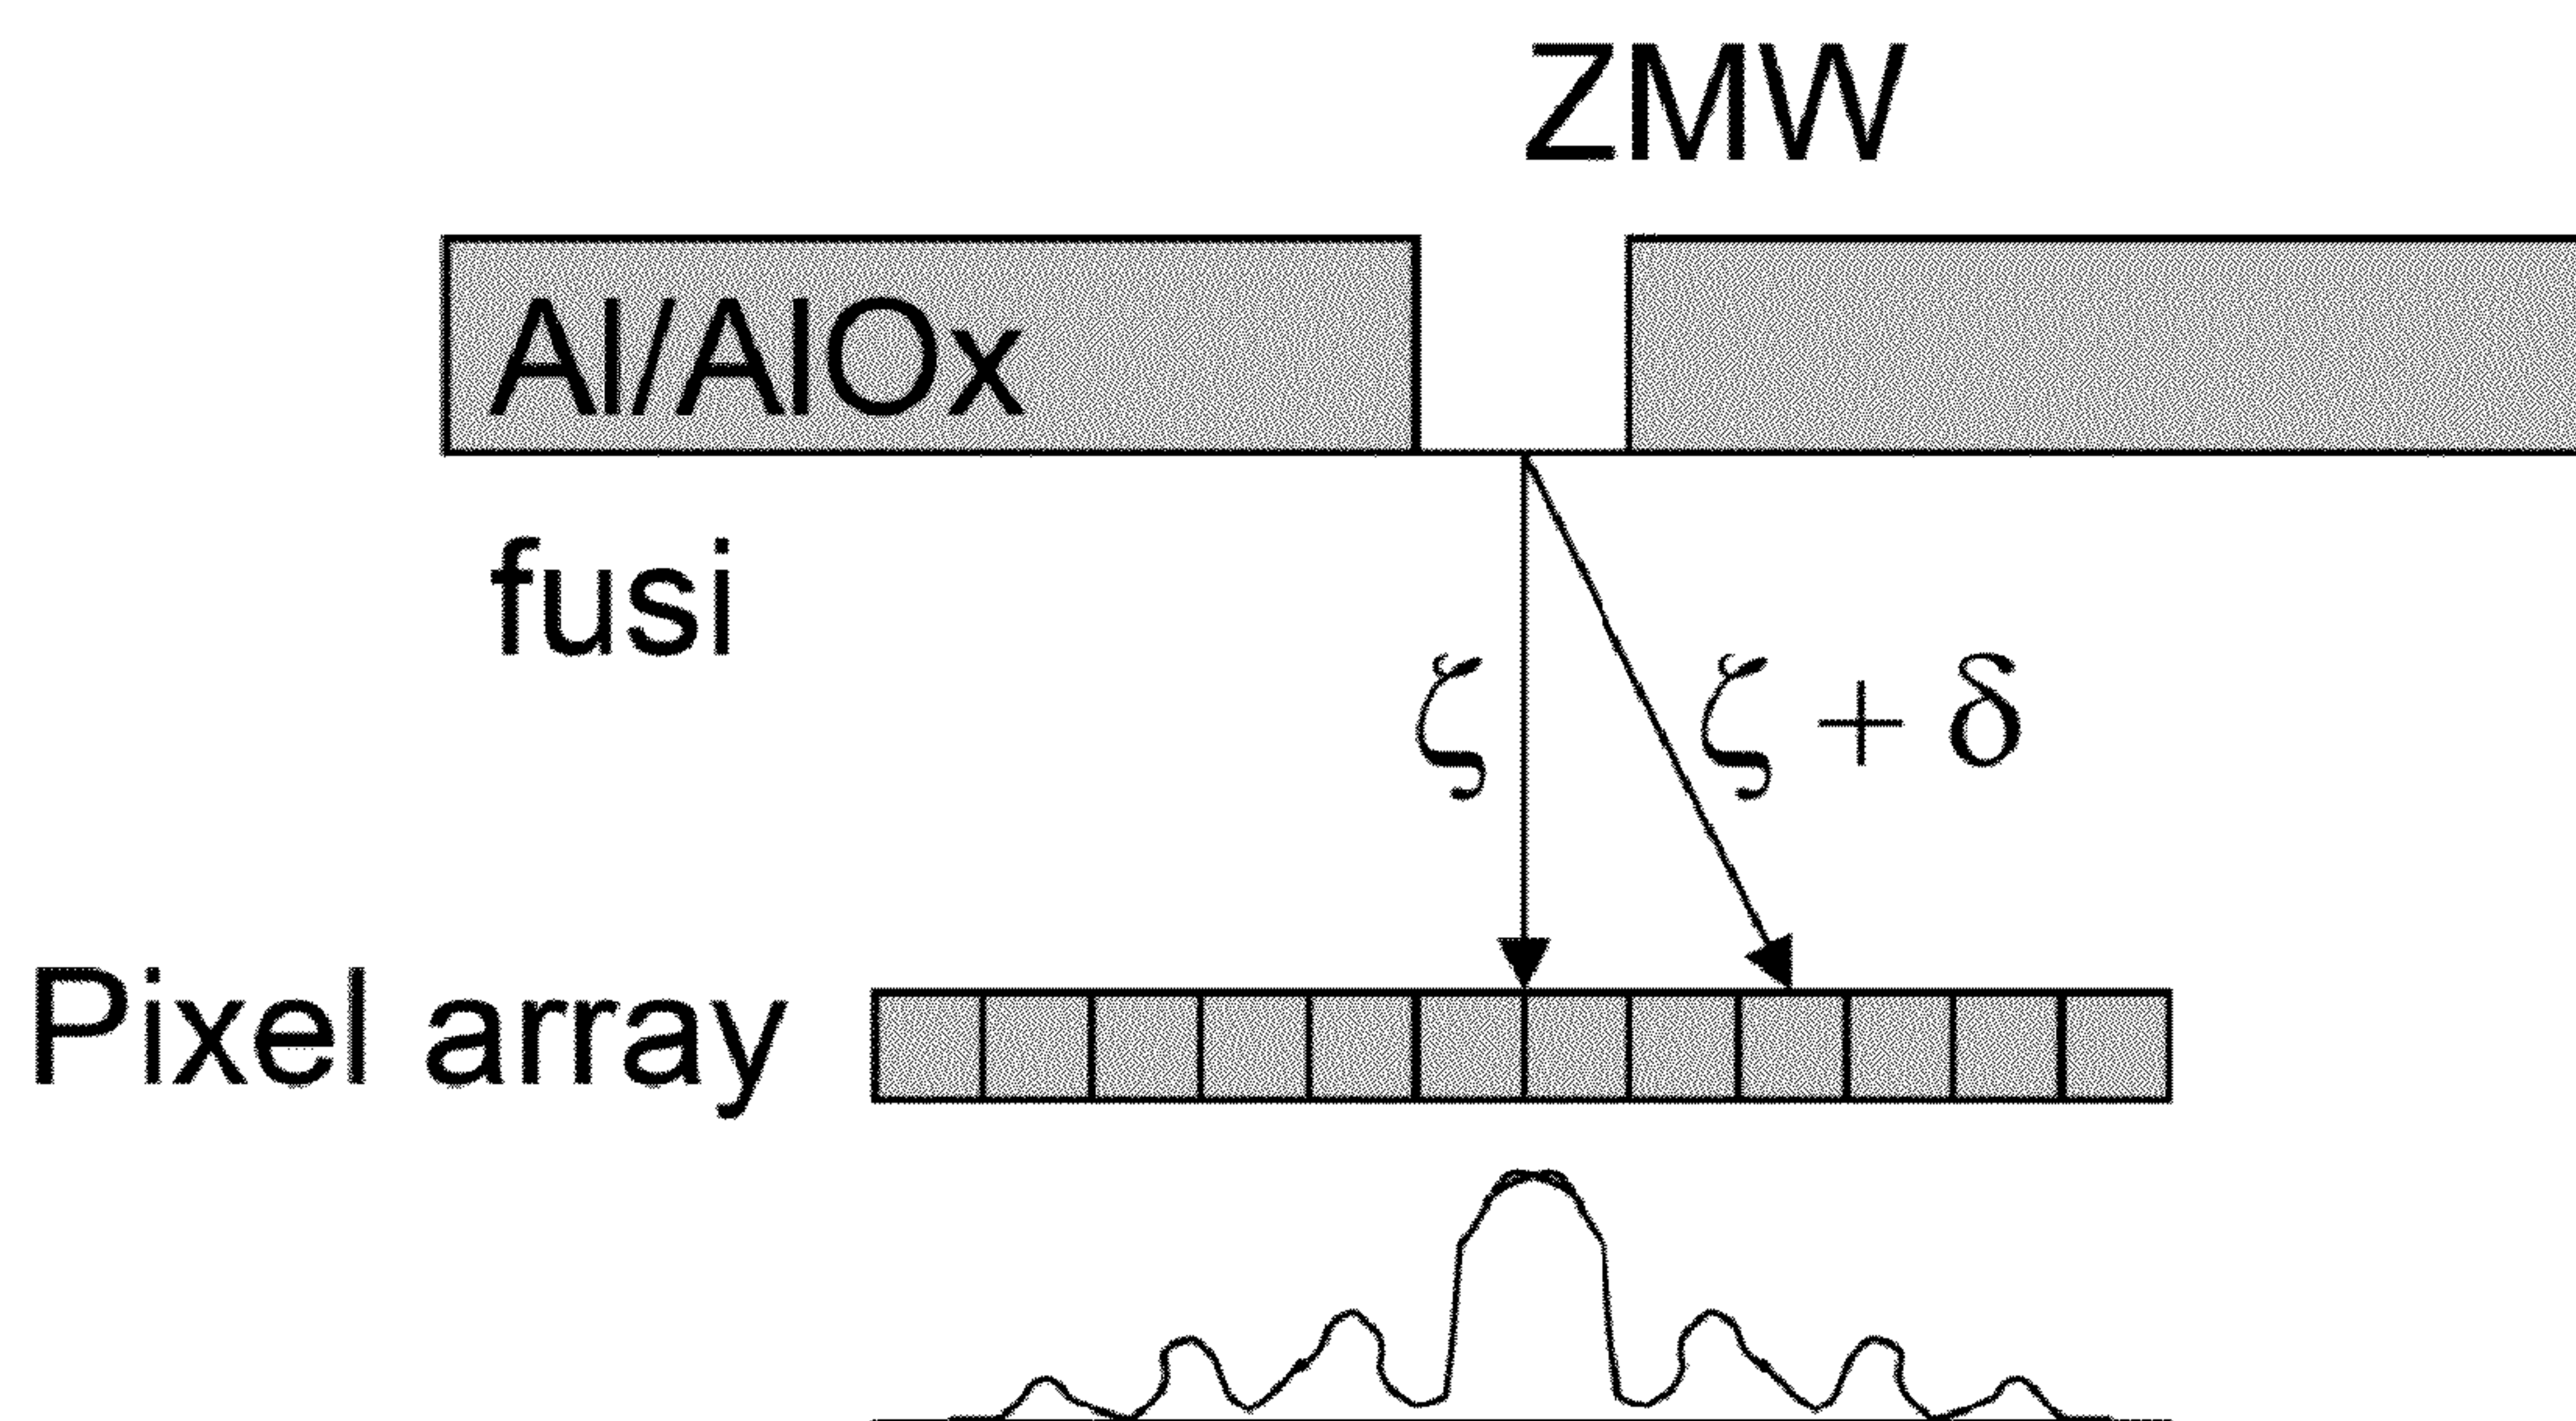 ZMW
Al/AlOx
fusi
ζ
ζ + δ
Pixel array